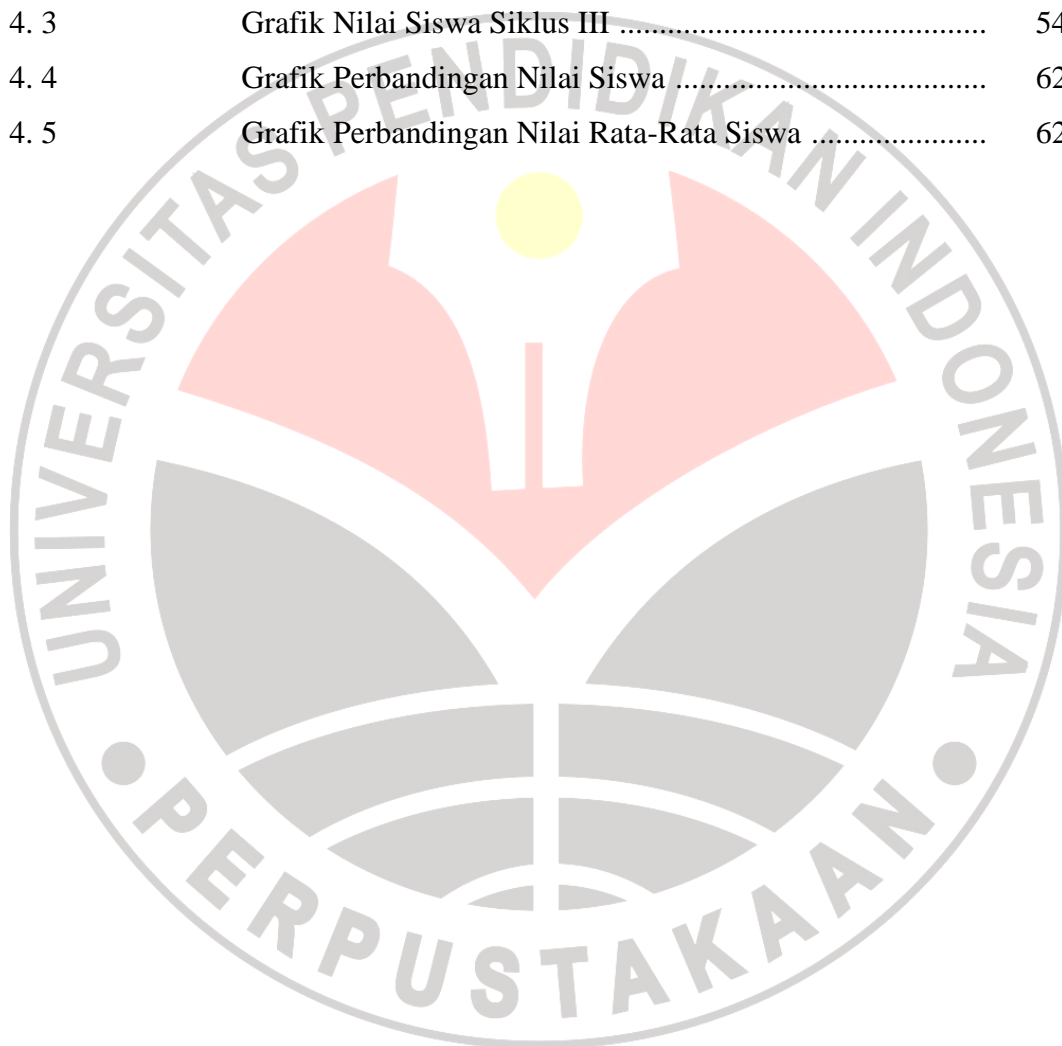 4. 3 Grafik Nilai Siswa Siklus III .......................................... 54
4. 4 Grafik Perbandingan Nilai Siswa ................................... 62
4. 5 Grafik Perbandingan Nilai Rata-Rata Siswa .................... 62
UNIVERSITAS PENDIDIKAN INDONESIA
PERPUSTAKAAN